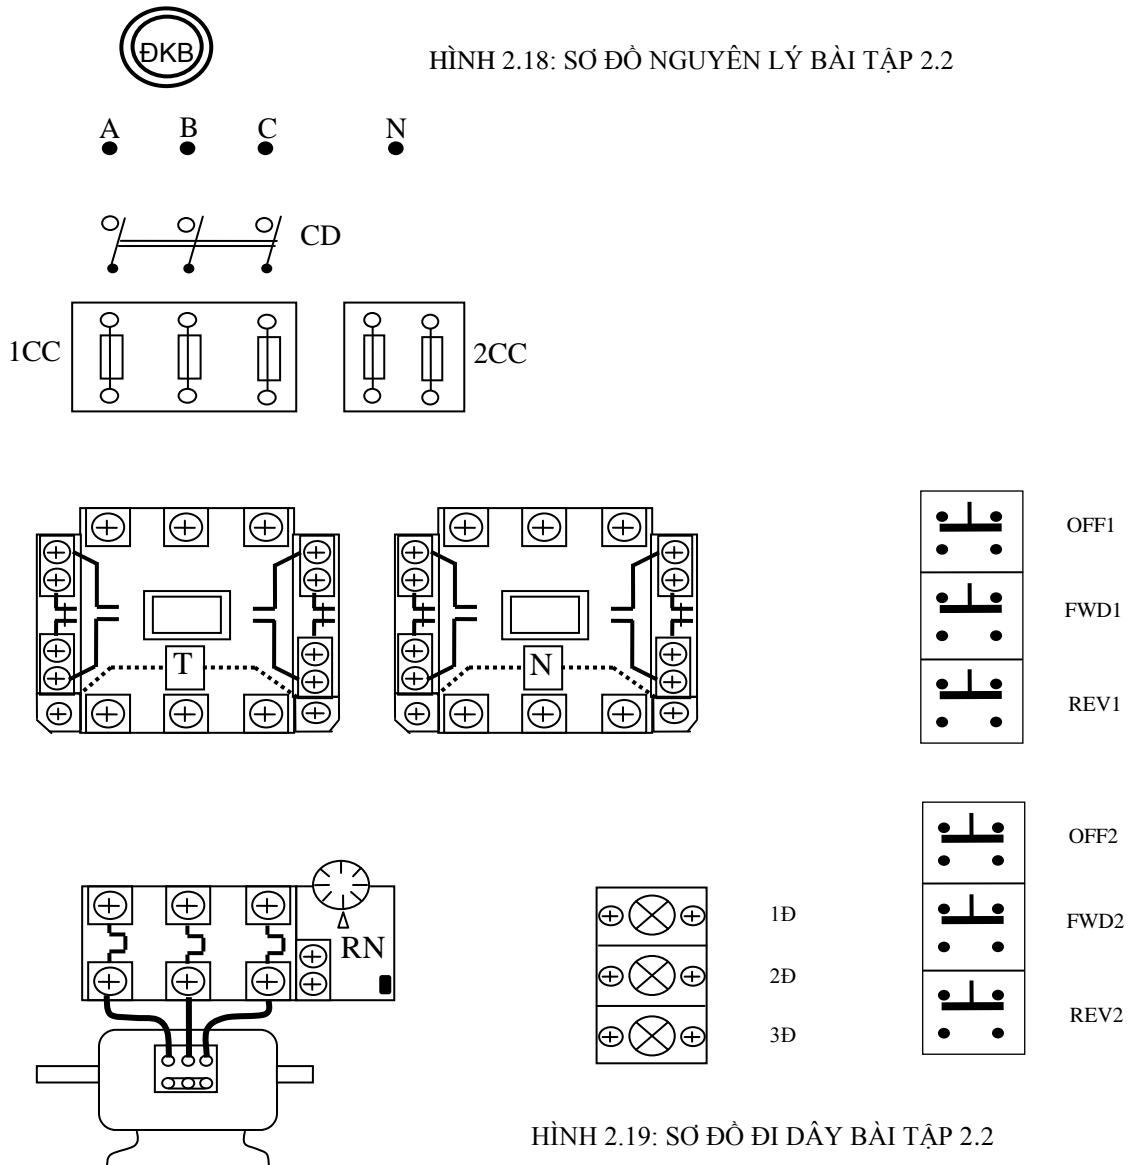 ĐKB
HÌNH 2.18: SƠ ĐỒ NGUYÊN LÝ BÀI TẬP 2.2
A B C N
CD
1CC 2CC
OFF1
FWD1
T N
REV1
OFF2
1Đ
FWD2
RN
2Đ
REV2
3Đ
HÌNH 2.19: SƠ ĐỒ ĐI DÂY BÀI TẬP 2.2